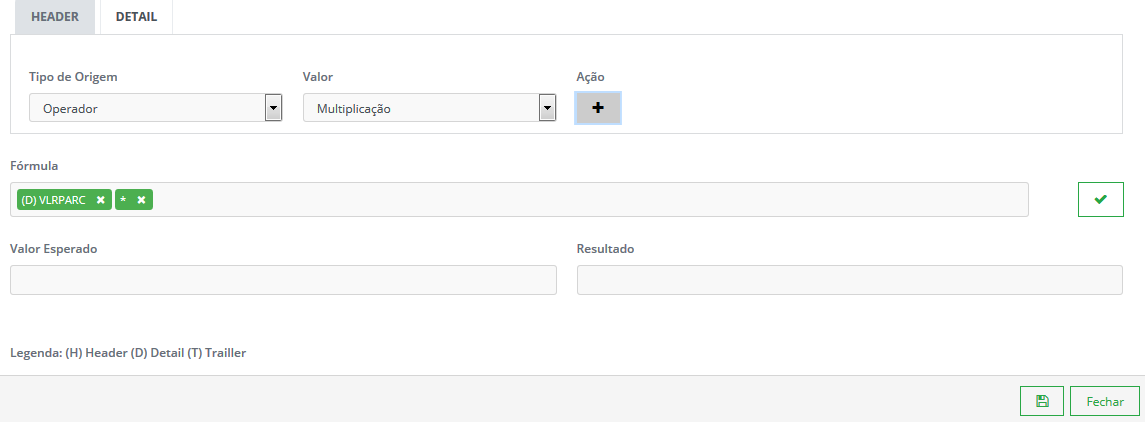 HEADER DETAIL
Tipo de Origem Valor Ação
Operador Multiplicação
Fórmula
(D) VLRPARC *
Valor Esperado Resultado
Legenda: (H) Header (D) Detail (T) Trailler
Fechar